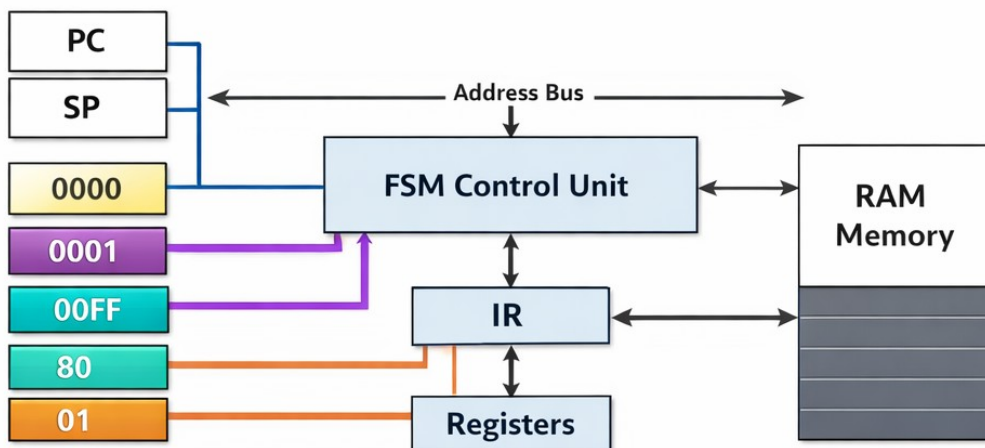 PC
SP
0000
0001
00FF
80
01
Address Bus
FSM Control Unit
IR
Registers
RAM
Memory